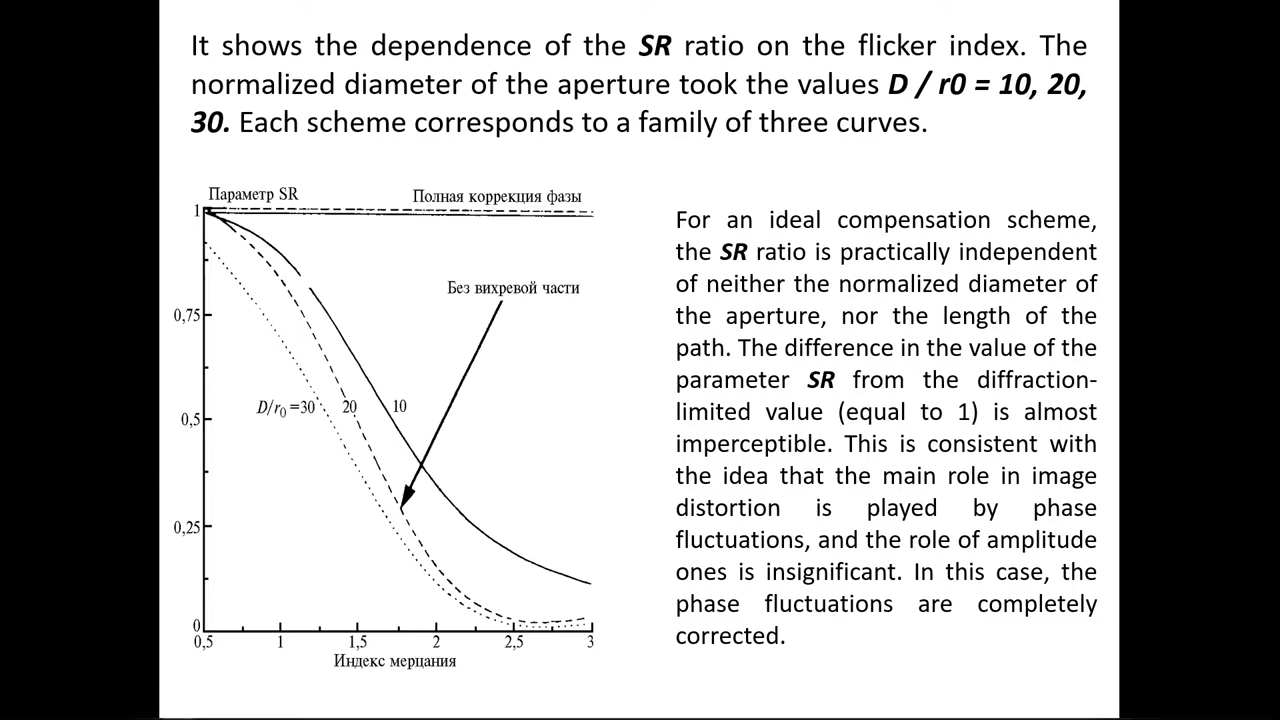 It shows the dependence of the SR ratio on the flicker index. The
normalized diameter of the aperture took the values D / r0 = 10, 20,
30. Each scheme corresponds to a family of three curves.
Параметр SR
Полная коррекция фазы
1
Без вихревой части
0,75
D/r0 =30 20 10
0,5
0,25
0
0,5 1 1,5 2 2,5 3
Индекс мерцания
For an ideal compensation scheme,
the SR ratio is practically independent
of neither the normalized diameter of
the aperture, nor the length of the
path. The difference in the value of the
parameter SR from the diffraction-
limited value (equal to 1) is almost
imperceptible. This is consistent with
the idea that the main role in image
distortion is played by phase
fluctuations, and the role of amplitude
ones is insignificant. In this case, the
phase fluctuations are completely
corrected.